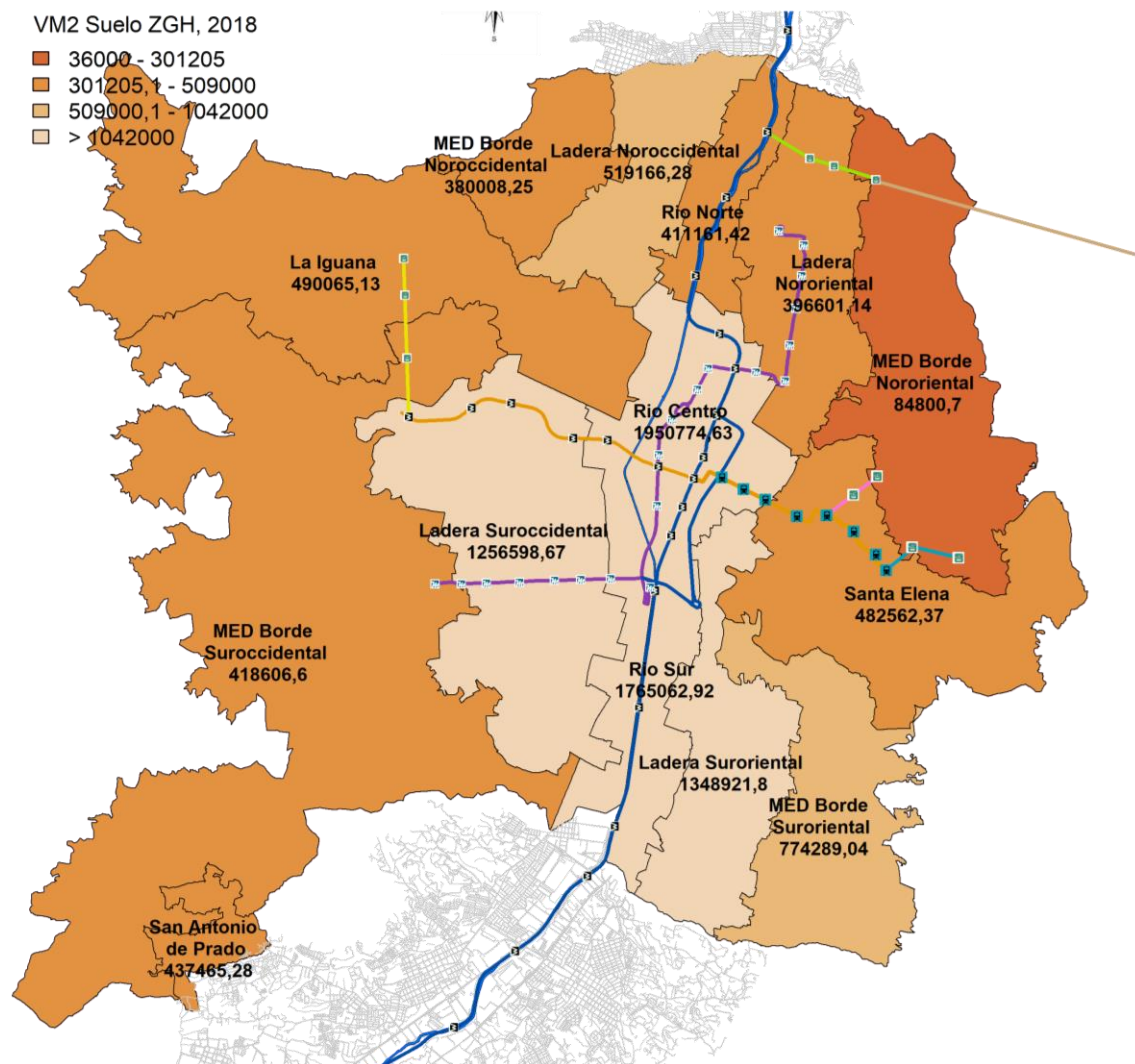 VM2 Suelo ZGH, 2018
36000 - 301205
301205,1 - 509000
509000,1 - 1042000
> 1042000
MED Borde
Noroccidental
380008,25
Ladera Noroccidental
519166,28
Rio Norte
411161,42
La Iguana
490065,13
Ladera
Nororiental
396601,14
MED Borde
Nororiental
84800,7
Rio Centro
1950774,63
Ladera Suroccidental
1256598,67
Santa Elena
482562,37
MED Borde
Suroccidental
418606,6
Rio Sur
1765062,92
Ladera Suroriental
1348921,8
MED Borde
Suroriental
774289,04
San Antonio
de Prado
437465,28